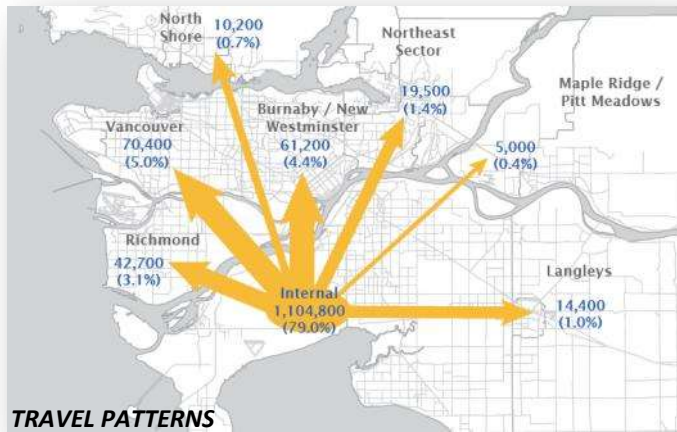 North
Shore
10,200
(0.7%)
Northeast
Sector
19,500
(1.4%)
Maple Ridge /
Pitt Meadows
5,000
(0.4%)
Burnaby / New
Westminster
61,200
(4.4%)
Vancouver
70,400
(5.0%)
Richmond
42,700
(3.1%)
Langleys
14,400
(1.0%)
Internal
1,104,800
(79.0%)
TRAVEL PATTERNS